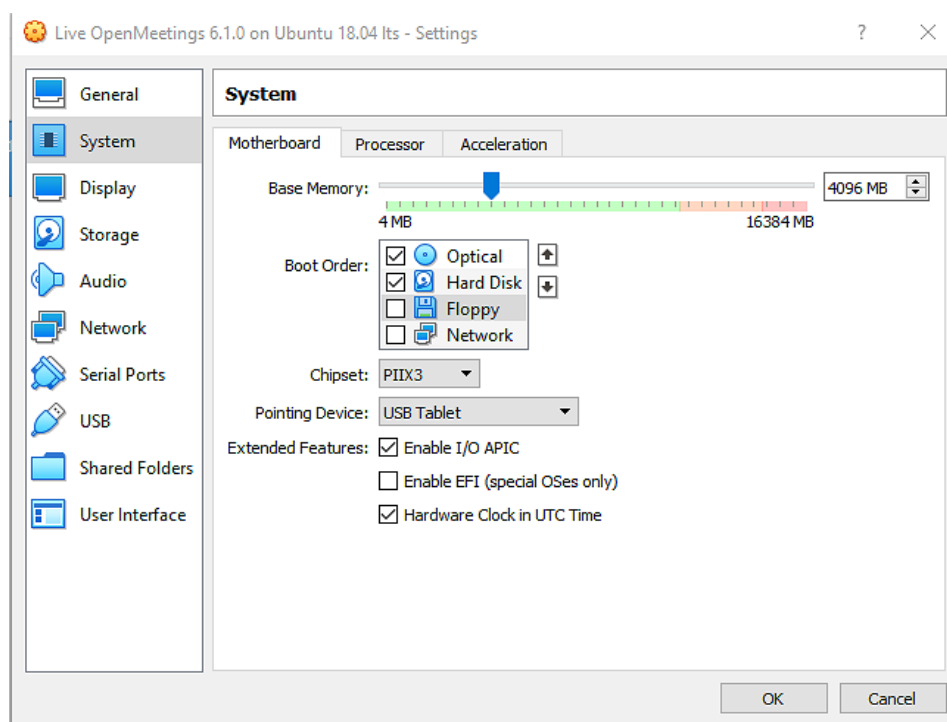 Live OpenMeetings 6.1.0 on Ubuntu 18.04 lts - Settings ?
General
System
Display
Storage
Audio
Network
Serial Ports
USB
Shared Folders
User Interface
System
Motherboard Processor Acceleration
Base Memory: 4096 MB
4 MB 16384 MB
Boot Order: Optical
Hard Disk
Floppy
Network
Chipset: PIIX3
Pointing Device: USB Tablet
Extended Features: Enable I/O APIC
Enable EFI (special OSes only)
Hardware Clock in UTC Time
OK Cancel